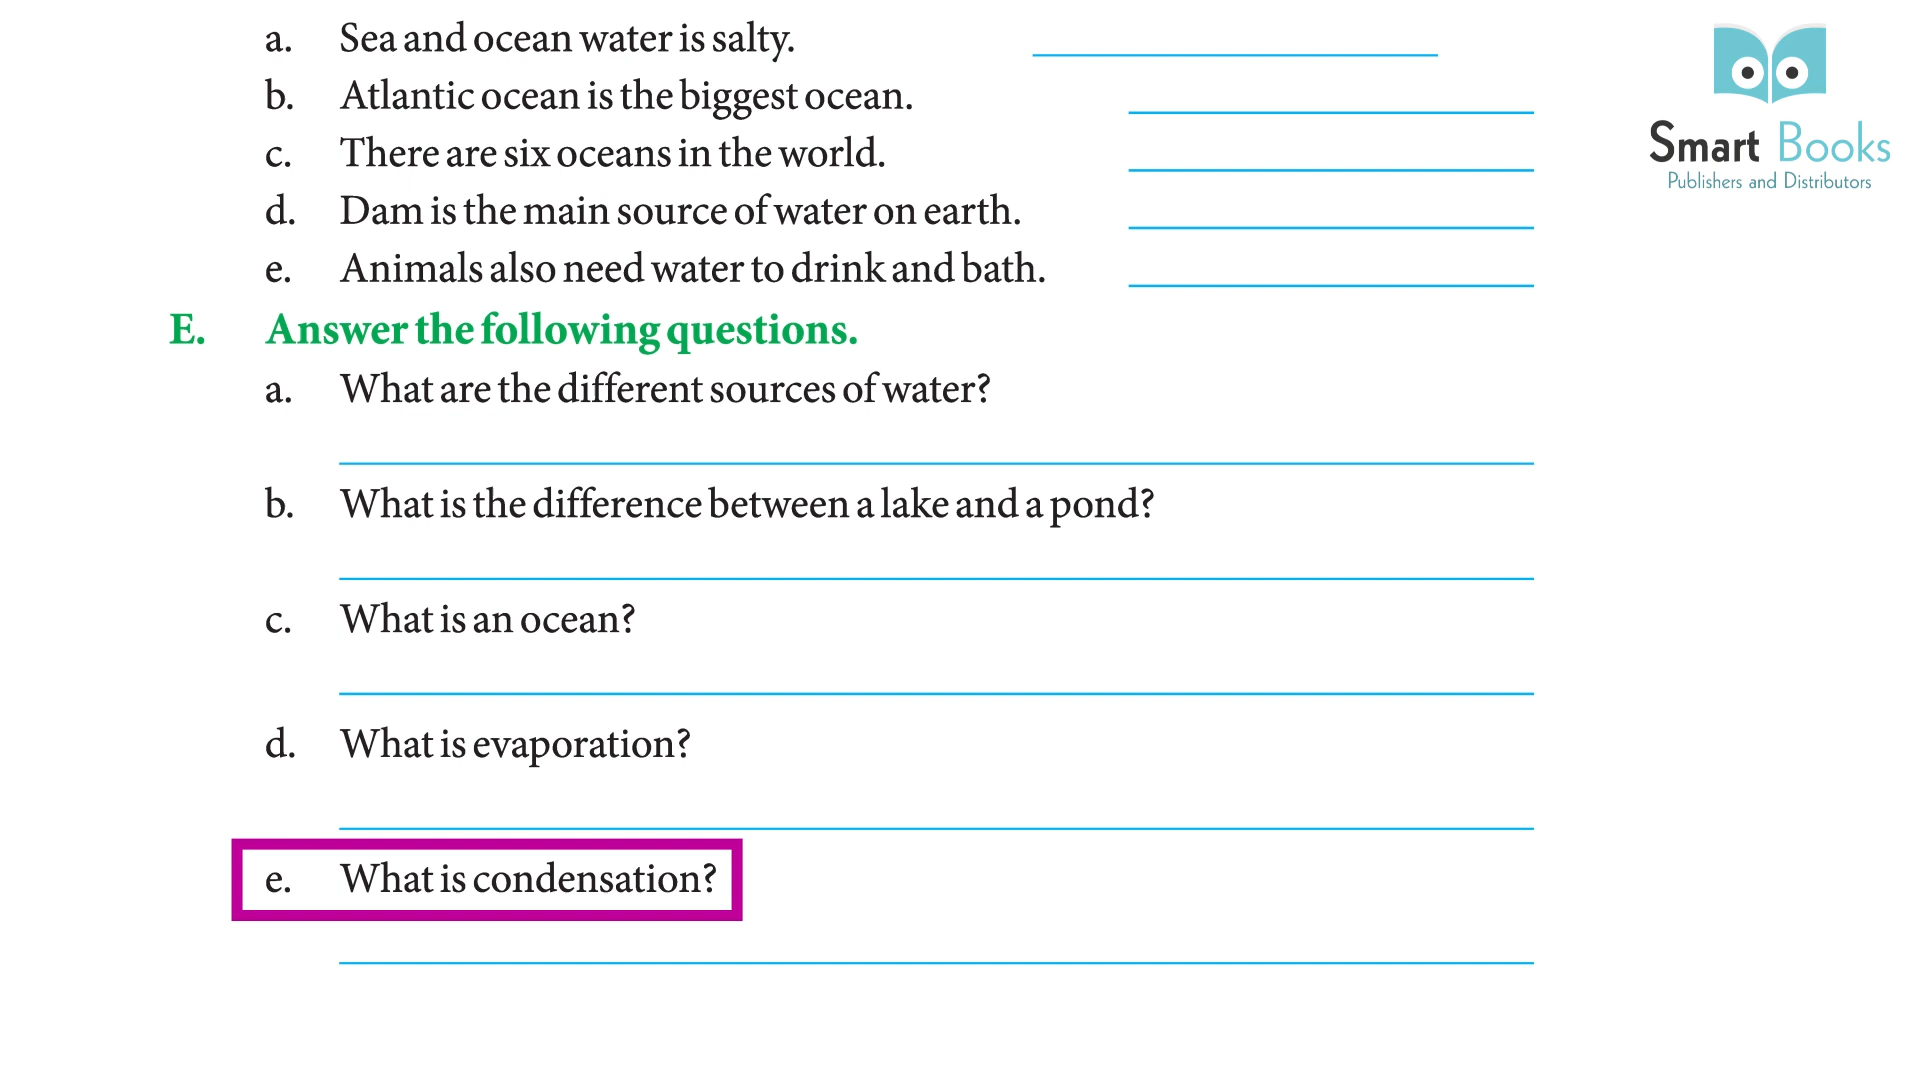 a. Sea and ocean water is salty.
b. Atlantic ocean is the biggest ocean.
c. There are six oceans in the world.
d. Dam is the main source of water on earth.
e. Animals also need water to drink and bath.
E. Answer the following questions.
a. What are the different sources of water?
b. What is the difference between a lake and a pond?
c. What is an ocean?
d. What is evaporation?
e. What is condensation?
Smart Books
Publishers and Distributors